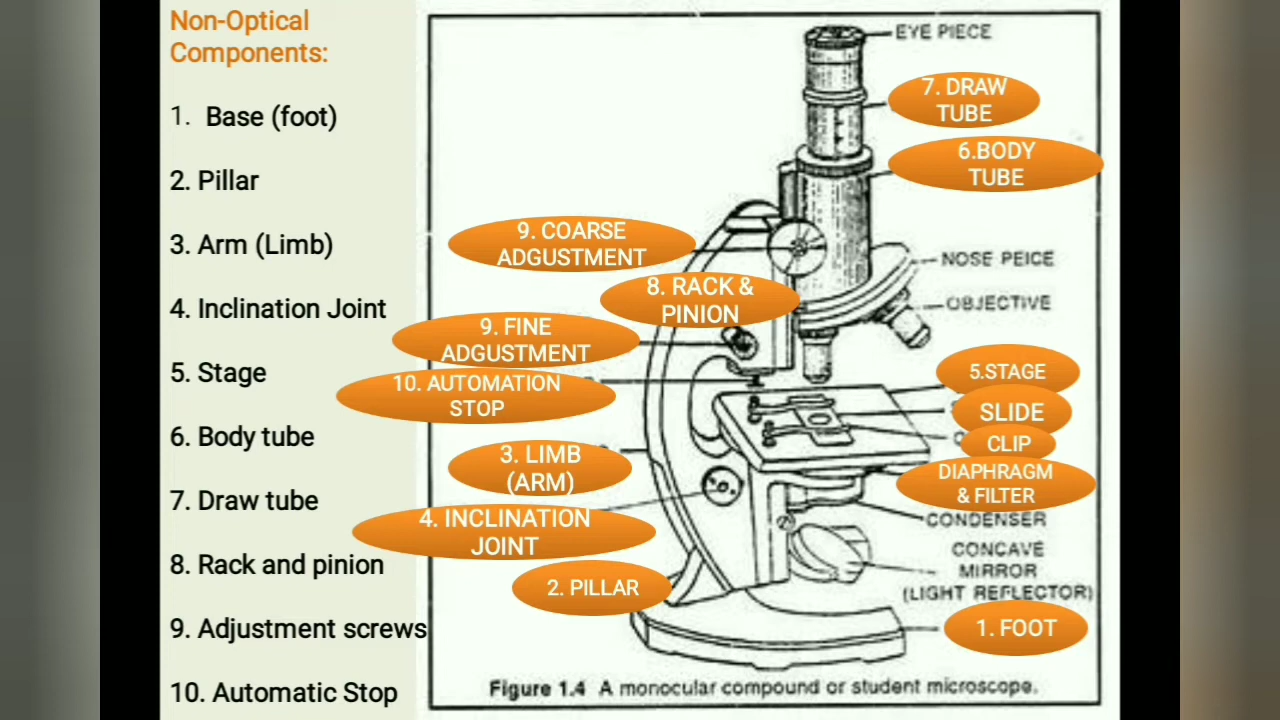 Non-Optical
Components:
1. Base (foot)
2. Pillar
3. Arm (Limb)
4. Inclination Joint
5. Stage
6. Body tube
7. Draw tube
8. Rack and pinion
9. Adjustment screws
10. Automatic Stop
EYE PIECE
7. DRAW
TUBE
6.BODY
TUBE
9. COARSE
ADGUSTMENT
NOSE PEICE
8. RACK &
PINION
OBJECTIVE
9. FINE
ADGUSTMENT
10. AUTOMATION
STOP
5.STAGE
SLIDE
CLIP
3. LIMB
(ARM)
DIAPHRAGM
& FILTER
4. INCLINATION
JOINT
CONDENSER
CONCAVE
MIRROR
(LIGHT REFLECTOR)
2. PILLAR
1. FOOT
Figure 1.4 A monocular compound or student microscope.